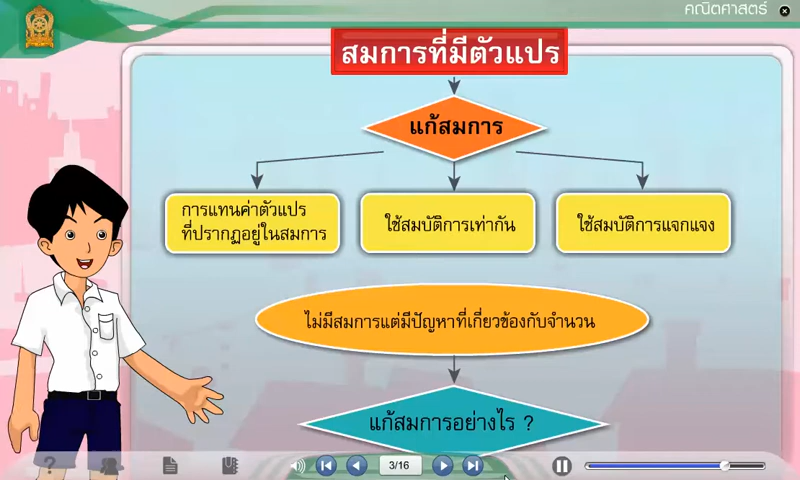 คณิตศาสตร์
สมการที่มีตัวแปร
แก้สมการ
การแทนค่าตัวแปร
ที่ปรากฏอยู่ในสมการ
ใช้สมบัติการเท่ากัน
ใช้สมบัติการแจกแจง
ไม่มีสมการแต่มีปัญหาที่เกี่ยวข้องกับจำนวน
แก้สมการอย่างไร ?
3/16